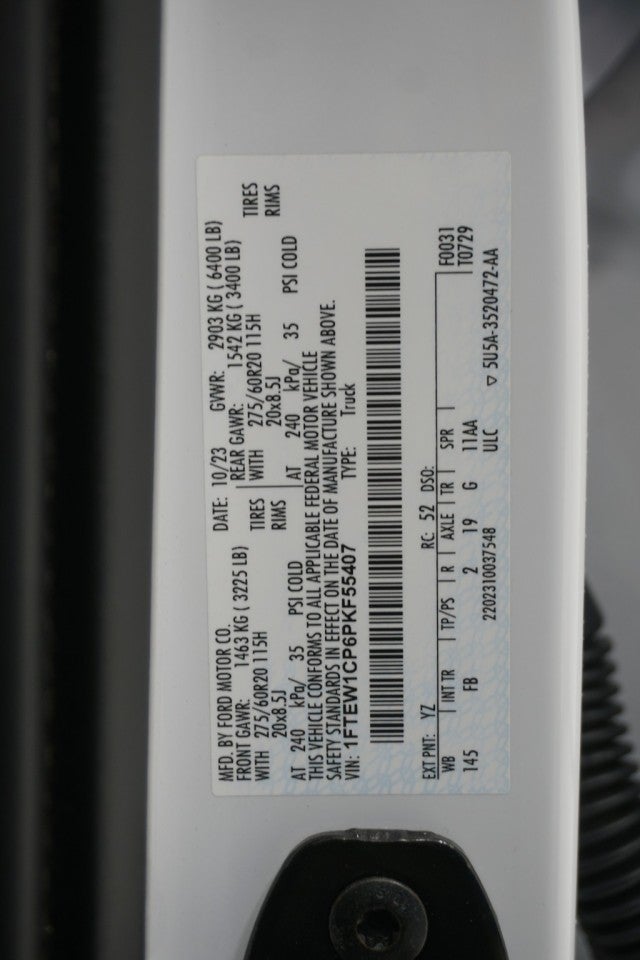 MFD. BY FORD MOTOR CO. DATE: 10/23 GVWR: 2903 KG ( 6400 LB)
FRONT GAWR: 1463 KG ( 3225 LB) REAR GAWR: 1542 KG ( 3400 LB)
WITH 275/60R20 115H TIRES WITH 275/60R20 115H TIRES
20x8.5J RIMS 20x8.5J RIMS
AT 240 kPa/ 35 PSI COLD AT 240 kPa/ 35 PSI COLD
THIS VEHICLE CONFORMS TO ALL APPLICABLE FEDERAL MOTOR VEHICLE
SAFETY STANDARDS IN EFFECT ON THE DATE OF MANUFACTURE SHOWN ABOVE.
VIN: 1FTEW1CP6PKF55407 TYPE: Truck
EXT PNT: YZ RC: 52 DSO: F0031
WB INT TR TP/PS R AXLE TR SPR T0729
145 FB 2 19 G 11AA
2202310037548 ULC ▽ 5U5A-3520472-AA